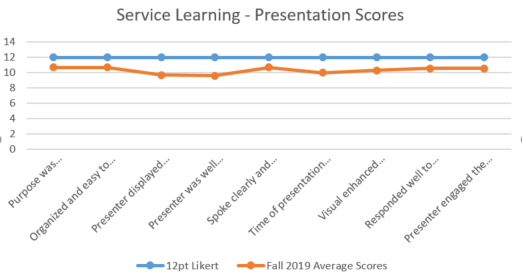 Service Learning - Presentation Scores
14
12
10
8
6
4
2
0
Purpose was...
Organized and easy to...
Presenter displayed...
Presenter was well...
Spoke clearly and...
Time of presentation...
Visual enhanced...
Responded well to...
Presenter engaged the...
12pt Likert
Fall 2019 Average Scores